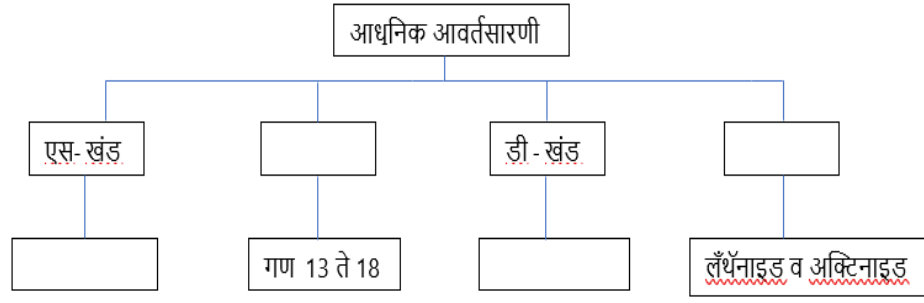 आधुनिक आवर्तसारणी
एस- खंड
डी - खंड
गण 13 ते 18
लँथॅनाइड व अक्टिनाइड